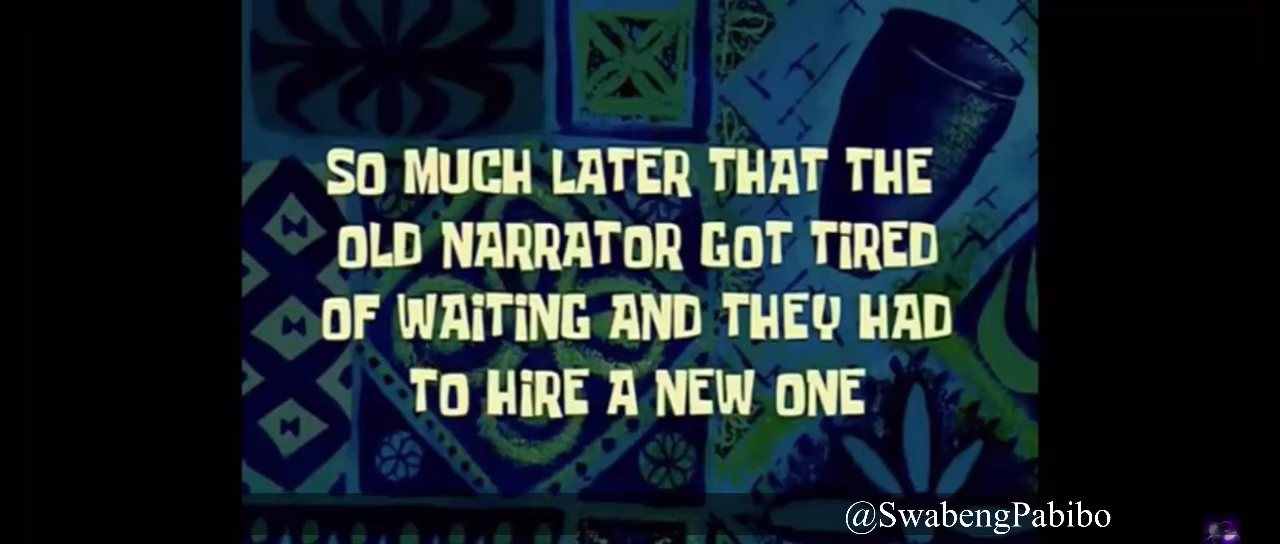 SO MUCH LATER THAT THE
OLD NARRATOR GOT TiRED
OF WAiTiNG AND THEY HAD
TO HiRE A NEW ONE
@SwabengPabibo